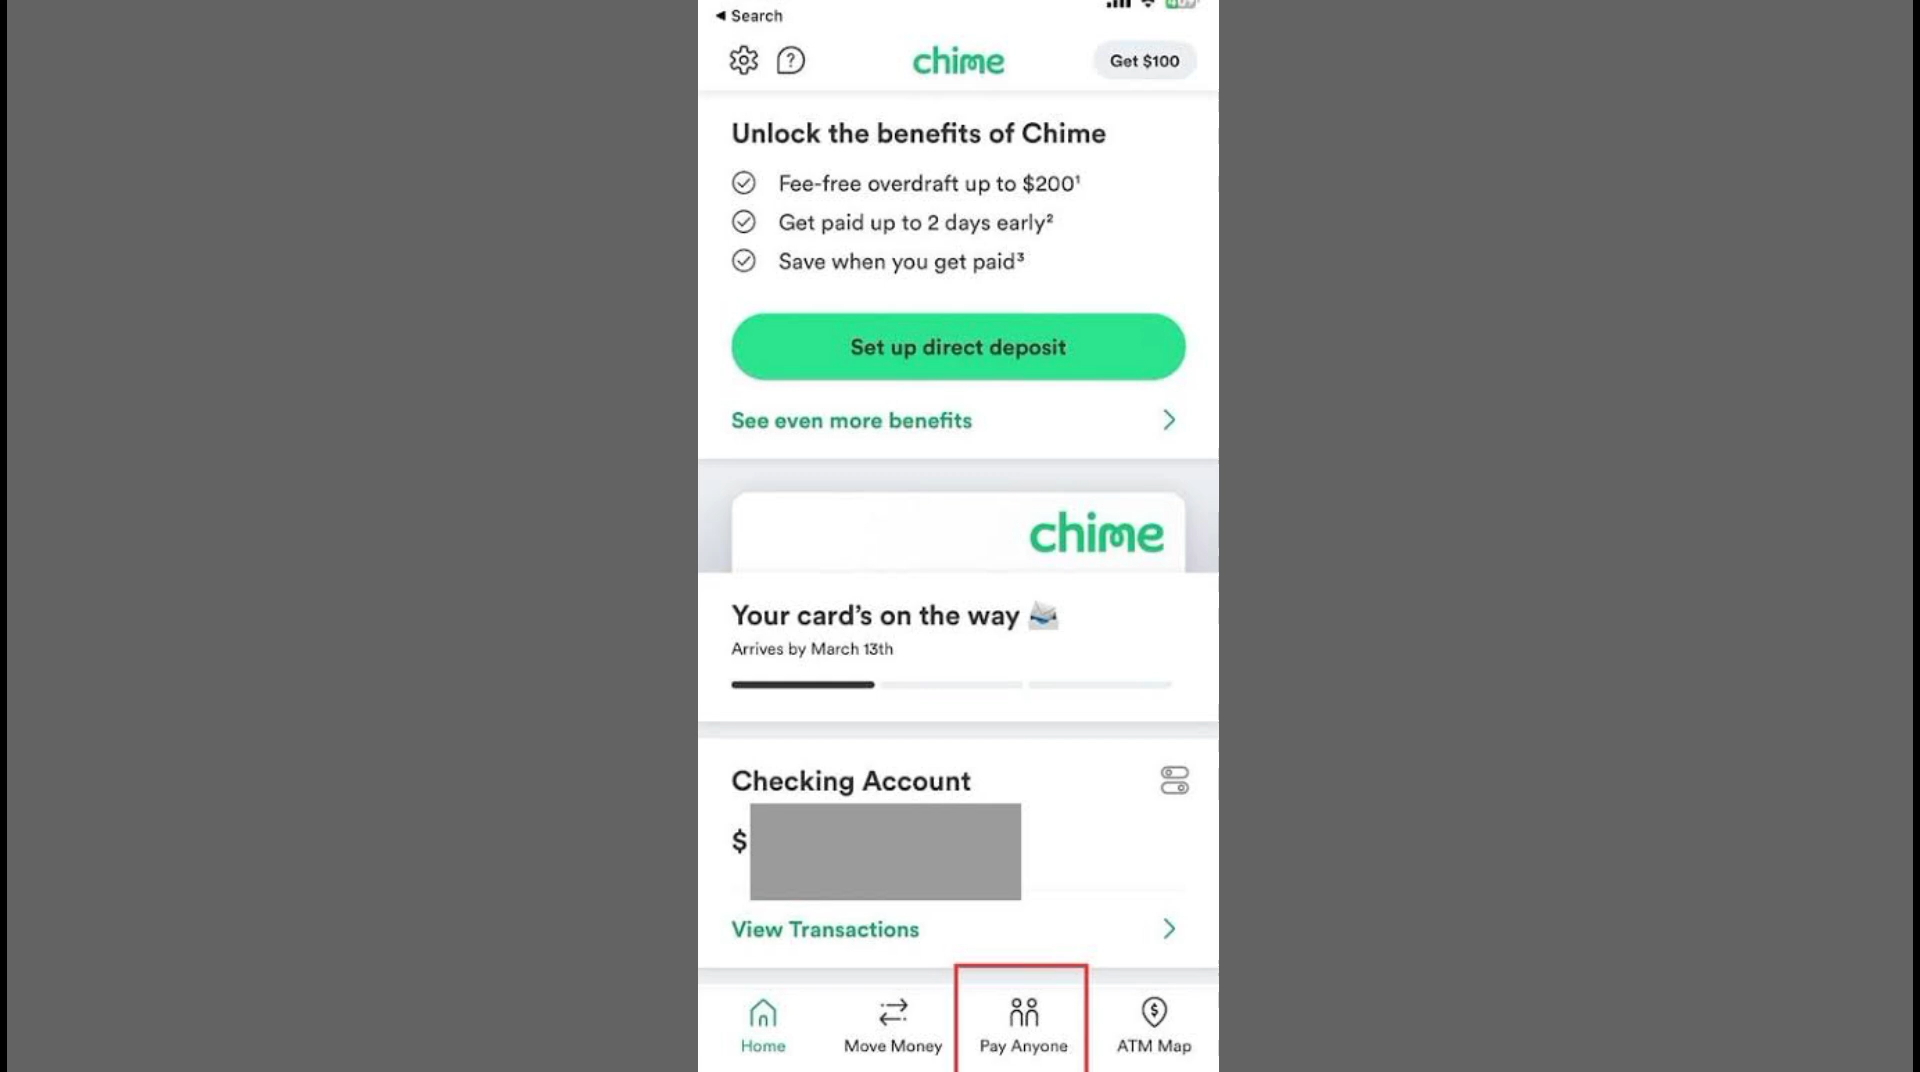 Search
chime
Get $100
Unlock the benefits of Chime
Fee-free overdraft up to $200¹
Get paid up to 2 days early²
Save when you get paid³
Set up direct deposit
See even more benefits
chime
Your card’s on the way
Arrives by March 13th
Checking Account
$
View Transactions
Home
Move Money
Pay Anyone
ATM Map